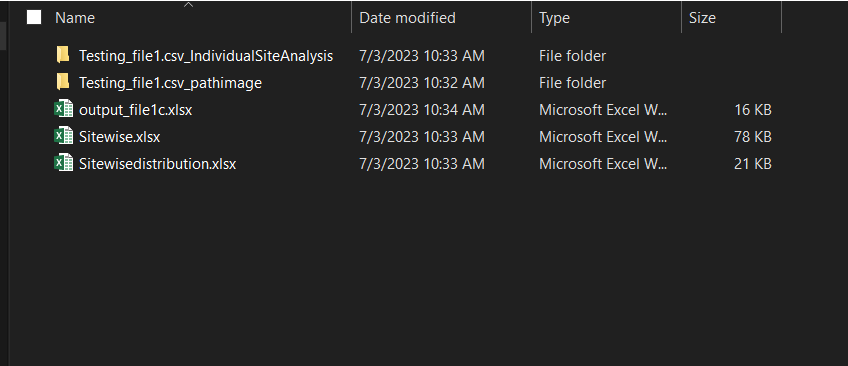 Name Date modified Type Size
Testing_file1.csv_IndividualSiteAnalysis 7/3/2023 10:33 AM File folder
Testing_file1.csv_pathimage 7/3/2023 10:32 AM File folder
output_file1c.xlsx 7/3/2023 10:34 AM Microsoft Excel W... 16 KB
Sitewise.xlsx 7/3/2023 10:33 AM Microsoft Excel W... 78 KB
Sitewisedistribution.xlsx 7/3/2023 10:33 AM Microsoft Excel W... 21 KB